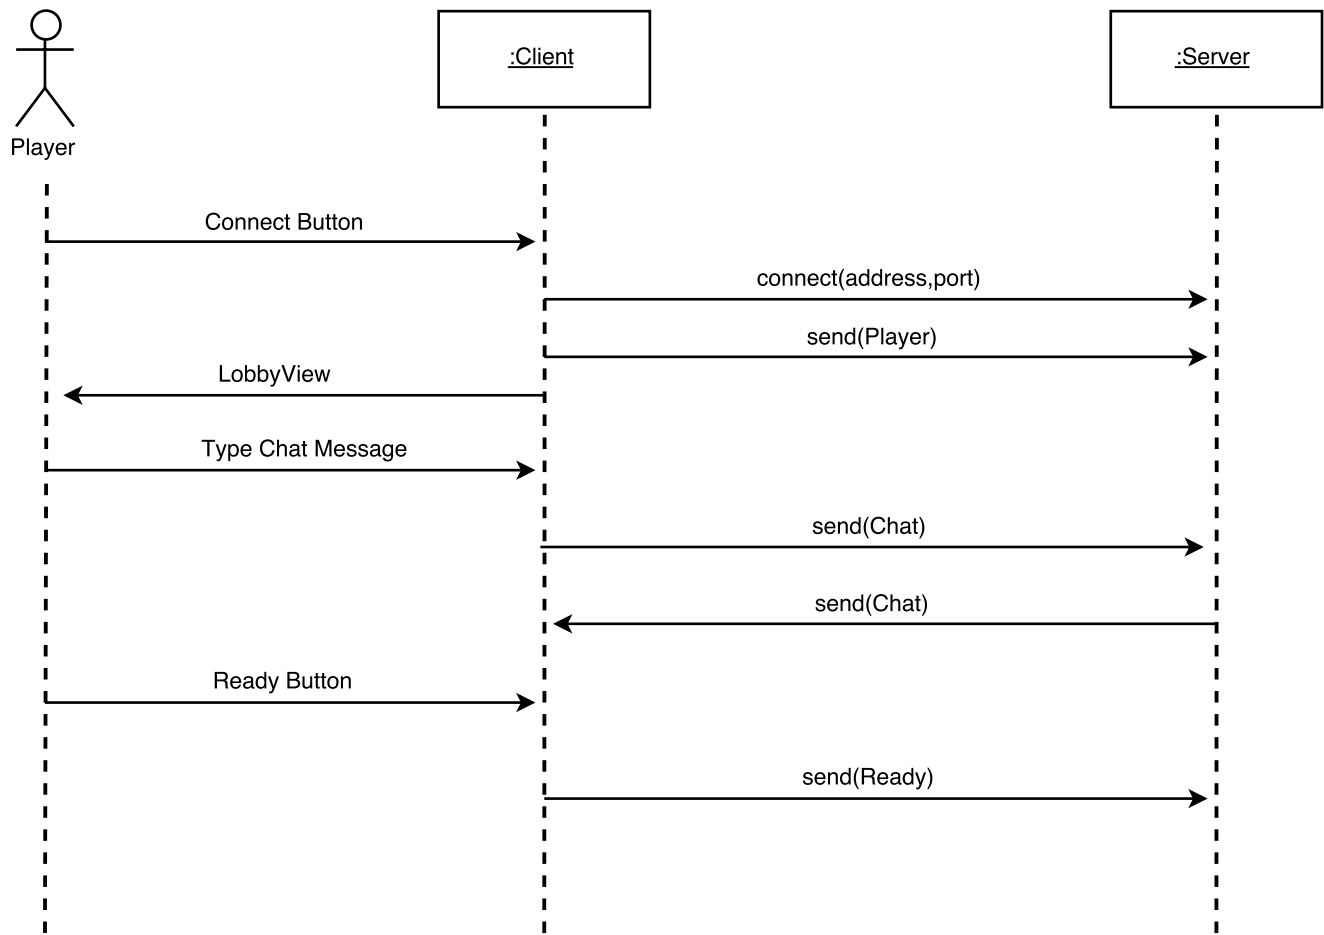 :Client
:Server
Player
Connect Button
connect(address,port)
send(Player)
LobbyView
Type Chat Message
send(Chat)
send(Chat)
Ready Button
send(Ready)